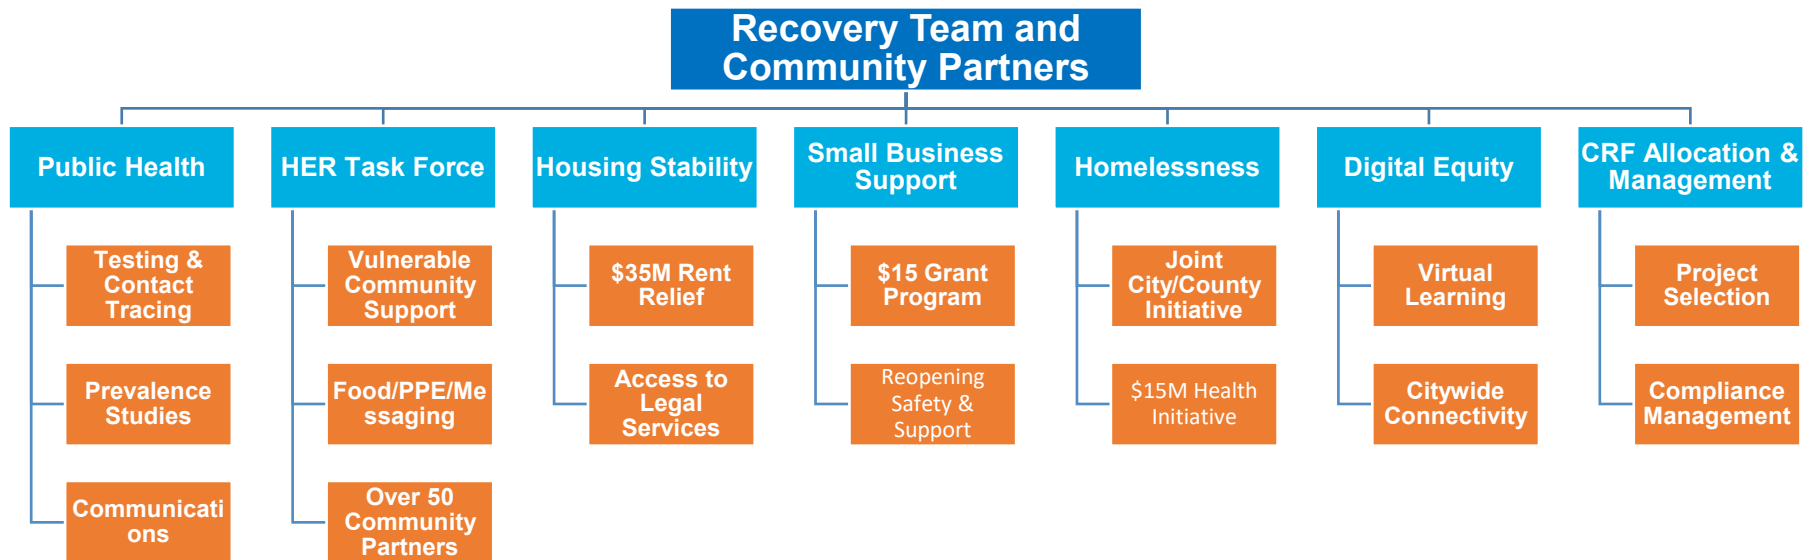 Recovery Team and
Community Partners
Public Health
HER Task Force
Housing Stability
Small Business
Support
Homelessness
Digital Equity
CRF Allocation &
Management
Testing &
Contact
Tracing
Vulnerable
Community
Support
$35M Rent
Relief
$15 Grant
Program
Joint
City/County
Initiative
Virtual
Learning
Project
Selection
Prevalence
Studies
Food/PPE/Me
ssaging
Access to
Legal
Services
Reopening
Safety &
Support
$15M Health
Initiative
Citywide
Connectivity
Compliance
Management
Communicati
ons
Over 50
Community
Partners